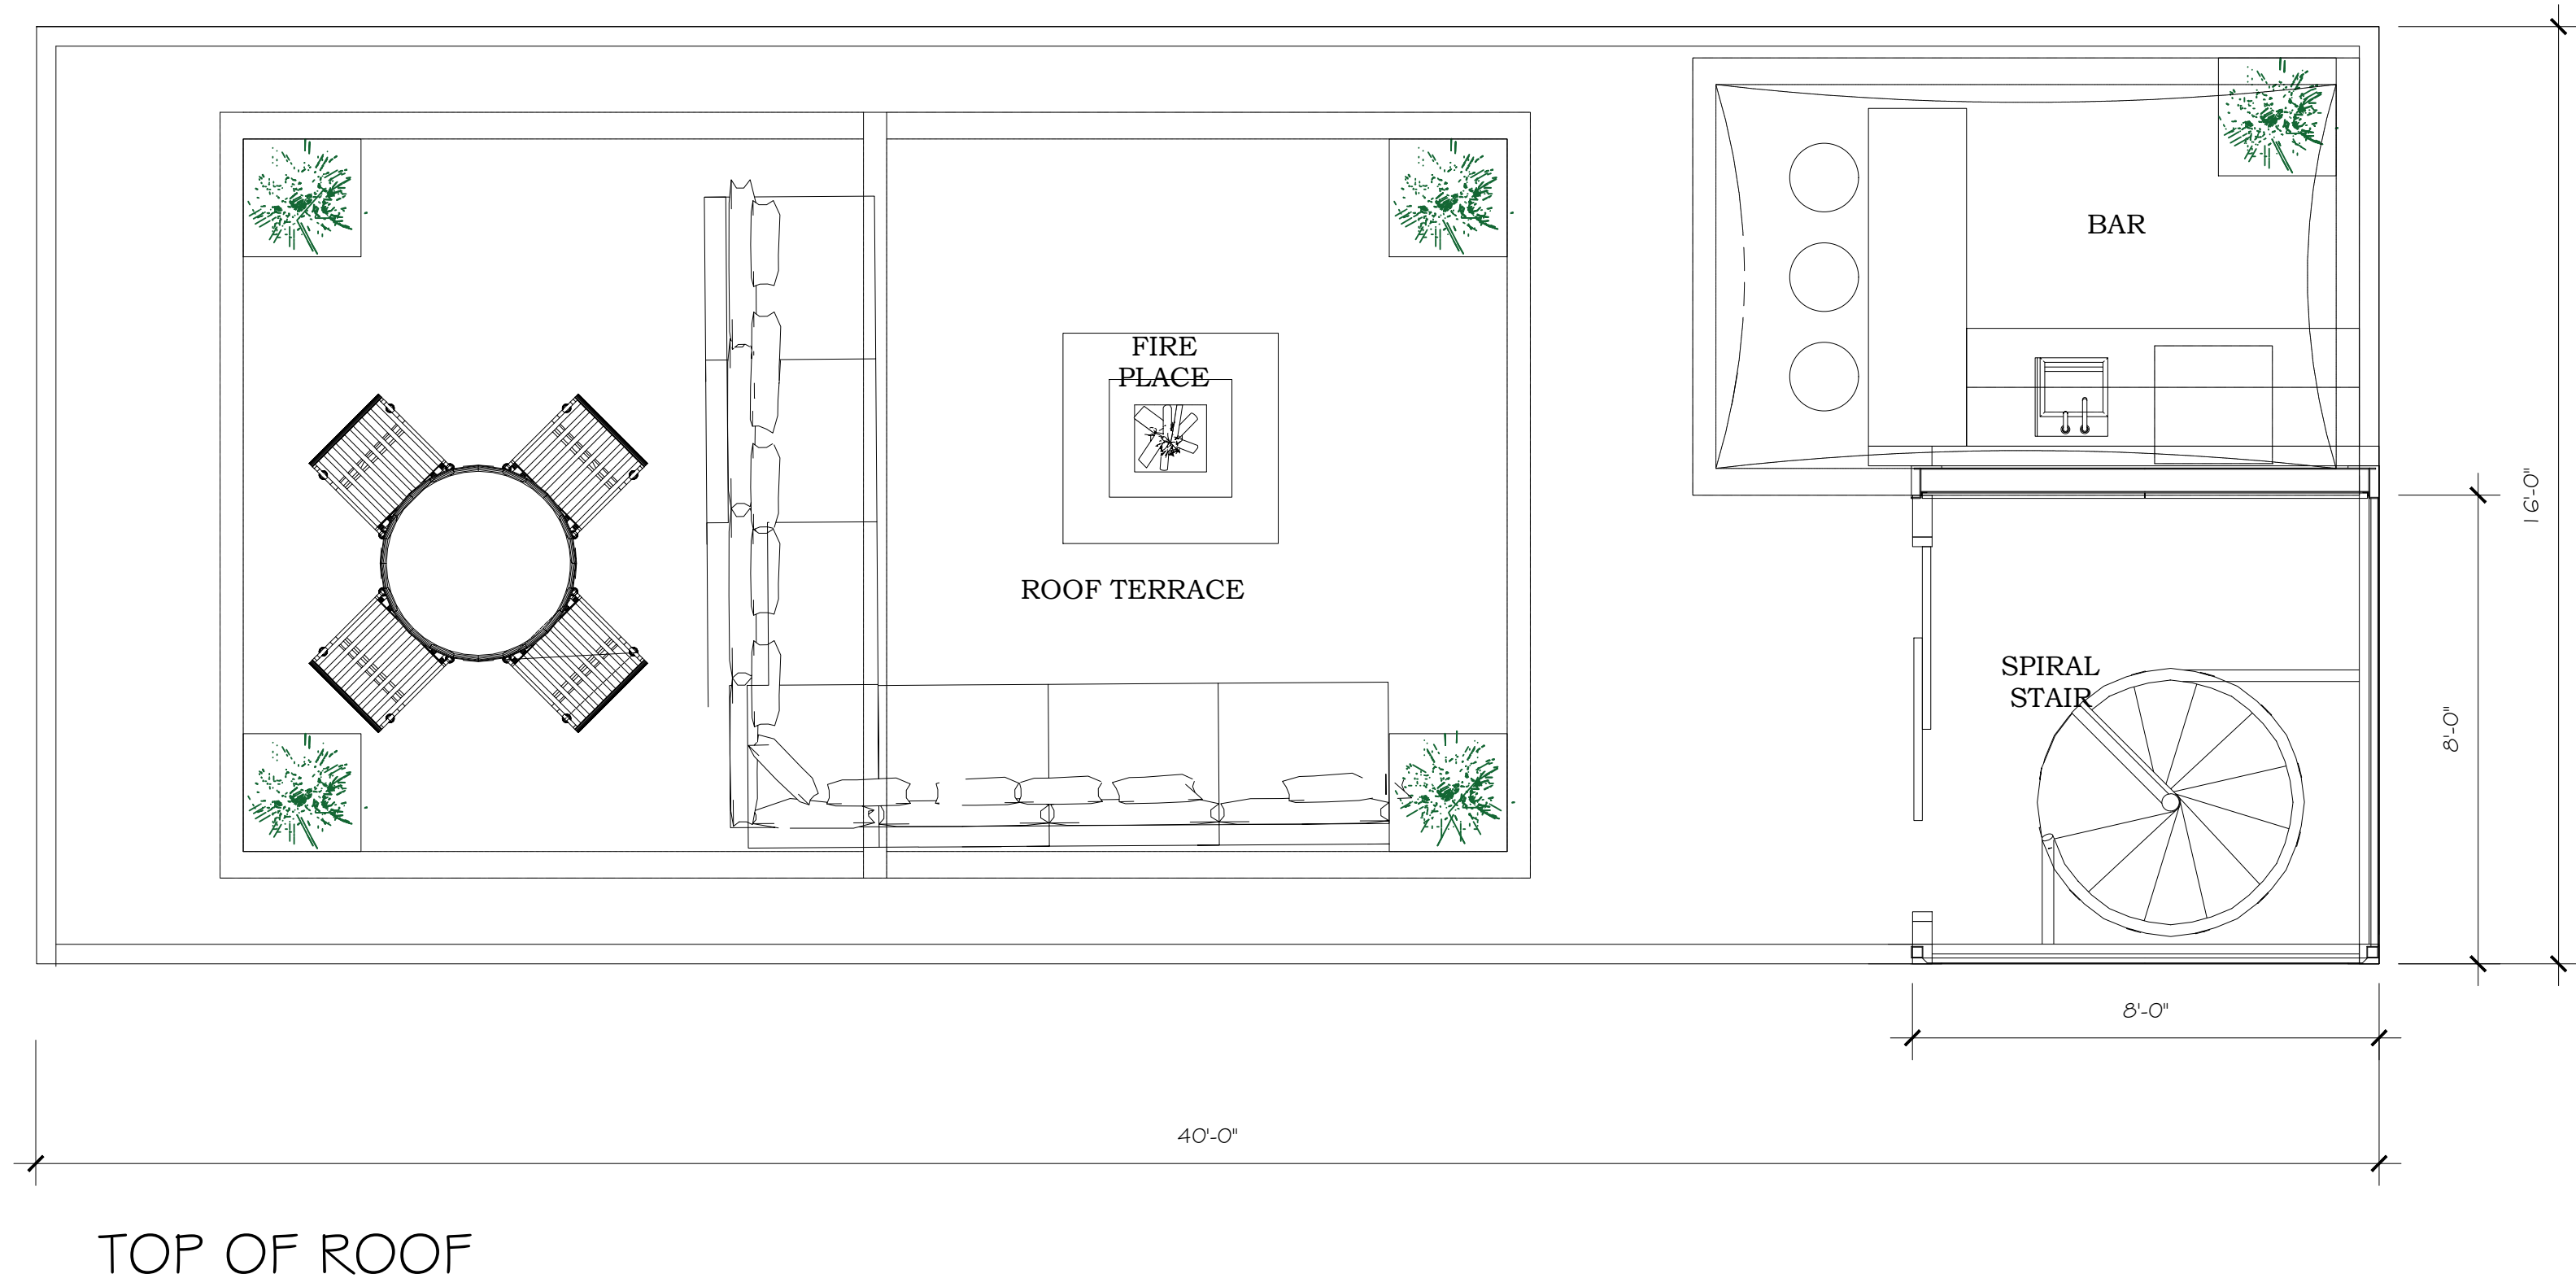 BAR
FIRE
PLACE
16'-0"
ROOF TERRACE
SPIRAL
STAIR
8'-0"
8'-0"
40'-0"
TOP OF ROOF